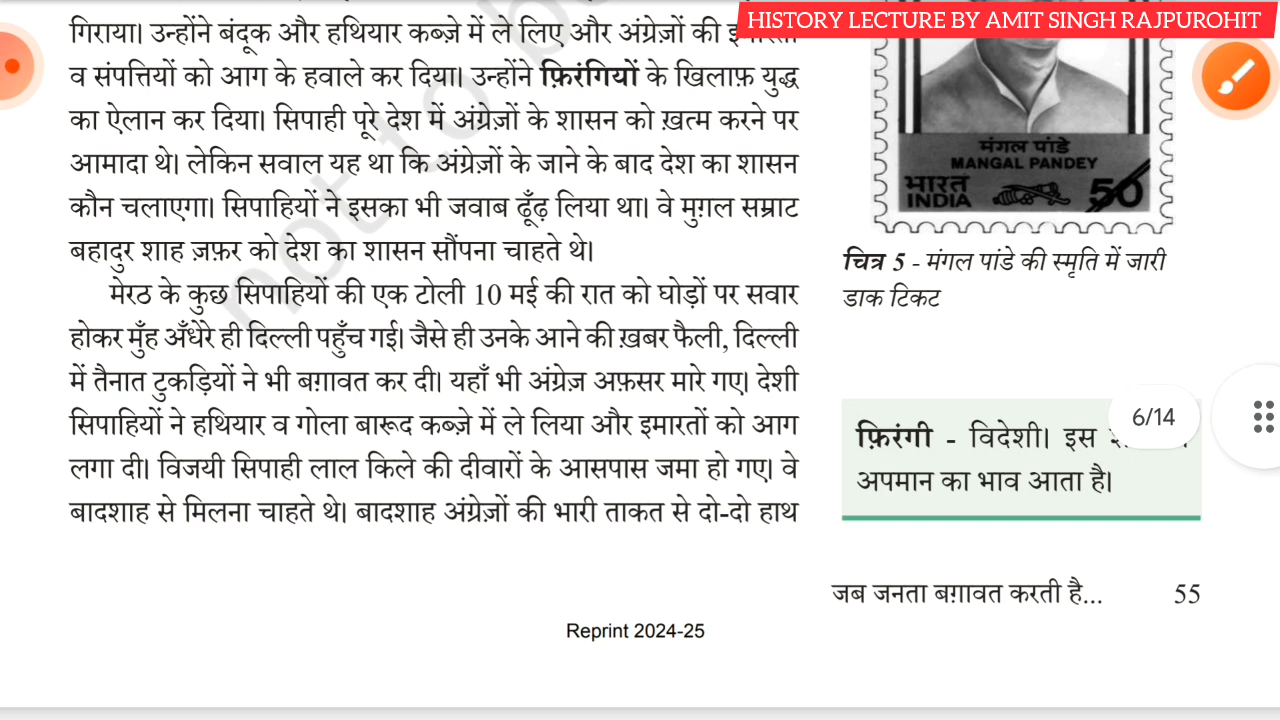 HISTORY LECTURE BY AMIT SINGH RAJPUROHIT
गिराया। उन्होंने बंदूक और हथियार कब्ज़े में ले लिए और अंग्रेज़ों की
व संपत्तियों को आग के हवाले कर दिया। उन्होंने फ़िरंगियों के खिलाफ़ युद्ध
का ऐलान कर दिया। सिपाही पूरे देश में अंग्रेज़ों के शासन को ख़त्म करने पर
आमादा थे। लेकिन सवाल यह था कि अंग्रेज़ों के जाने के बाद देश का शासन
कौन चलाएगा। सिपाहियों ने इसका भी जवाब ढूँढ़ लिया था। वे मुग़ल सम्राट
बहादुर शाह ज़फ़र को देश का शासन सौंपना चाहते थे।
मेरठ के कुछ सिपाहियों की एक टोली 10 मई की रात को घोड़ों पर सवार
होकर मुँह अँधेरे ही दिल्ली पहुँच गई। जैसे ही उनके आने की ख़बर फैली, दिल्ली
में तैनात टुकड़ियों ने भी बग़ावत कर दी। यहाँ भी अंग्रेज़ अफ़सर मारे गए। देशी
सिपाहियों ने हथियार व गोला बारूद कब्ज़े में ले लिया और इमारतों को आग
लगा दी। विजयी सिपाही लाल किले की दीवारों के आसपास जमा हो गए। वे
बादशाह से मिलना चाहते थे। बादशाह अंग्रेज़ों की भारी ताकत से दो-दो हाथ
not to b
मंगल पांडे
MANGAL PANDEY
भारत
INDIA
50
चित्र 5 - मंगल पांडे की स्मृति में जारी
डाक टिकट
6/14
फ़िरंगी - विदेशी। इस
अपमान का भाव आता है।
जब जनता बग़ावत करती है... 55
Reprint 2024-25